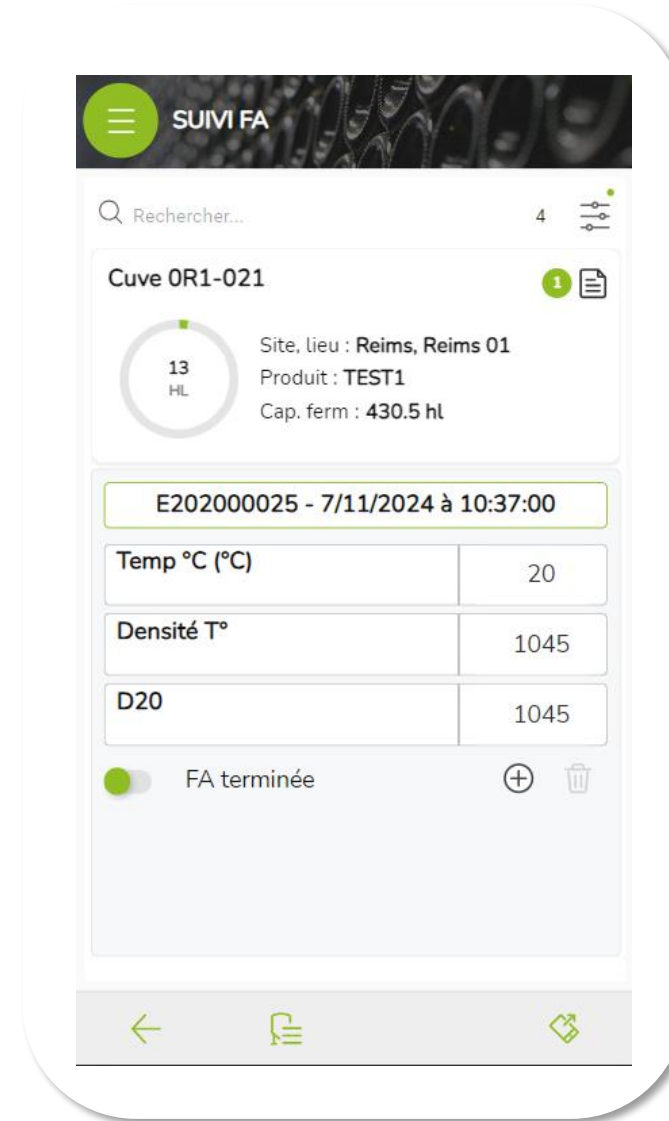 SUIVI FA
Rechercher...
4
Cuve 0R1-021
1
13
HL
Site, lieu : Reims, Reims 01
Produit : TEST1
Cap. ferm : 430.5 hl
E202000025 - 7/11/2024 à 10:37:00
Temp °C (°C)
20
Densité T°
1045
D20
1045
FA terminée